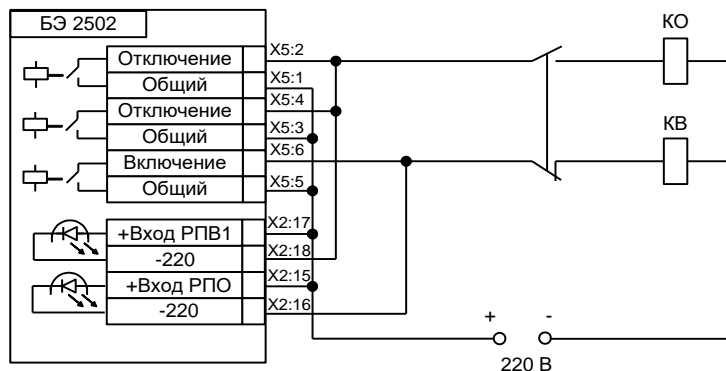 БЭ 2502
КО
Отключение X5:2
Общий X5:1
Отключение X5:4
Общий X5:3
КВ
Включение X5:6
Общий X5:5
+Вход РПВ1 X2:17
-220 X2:18
+Вход РПО X2:15
-220 X2:16
+ -
220 В